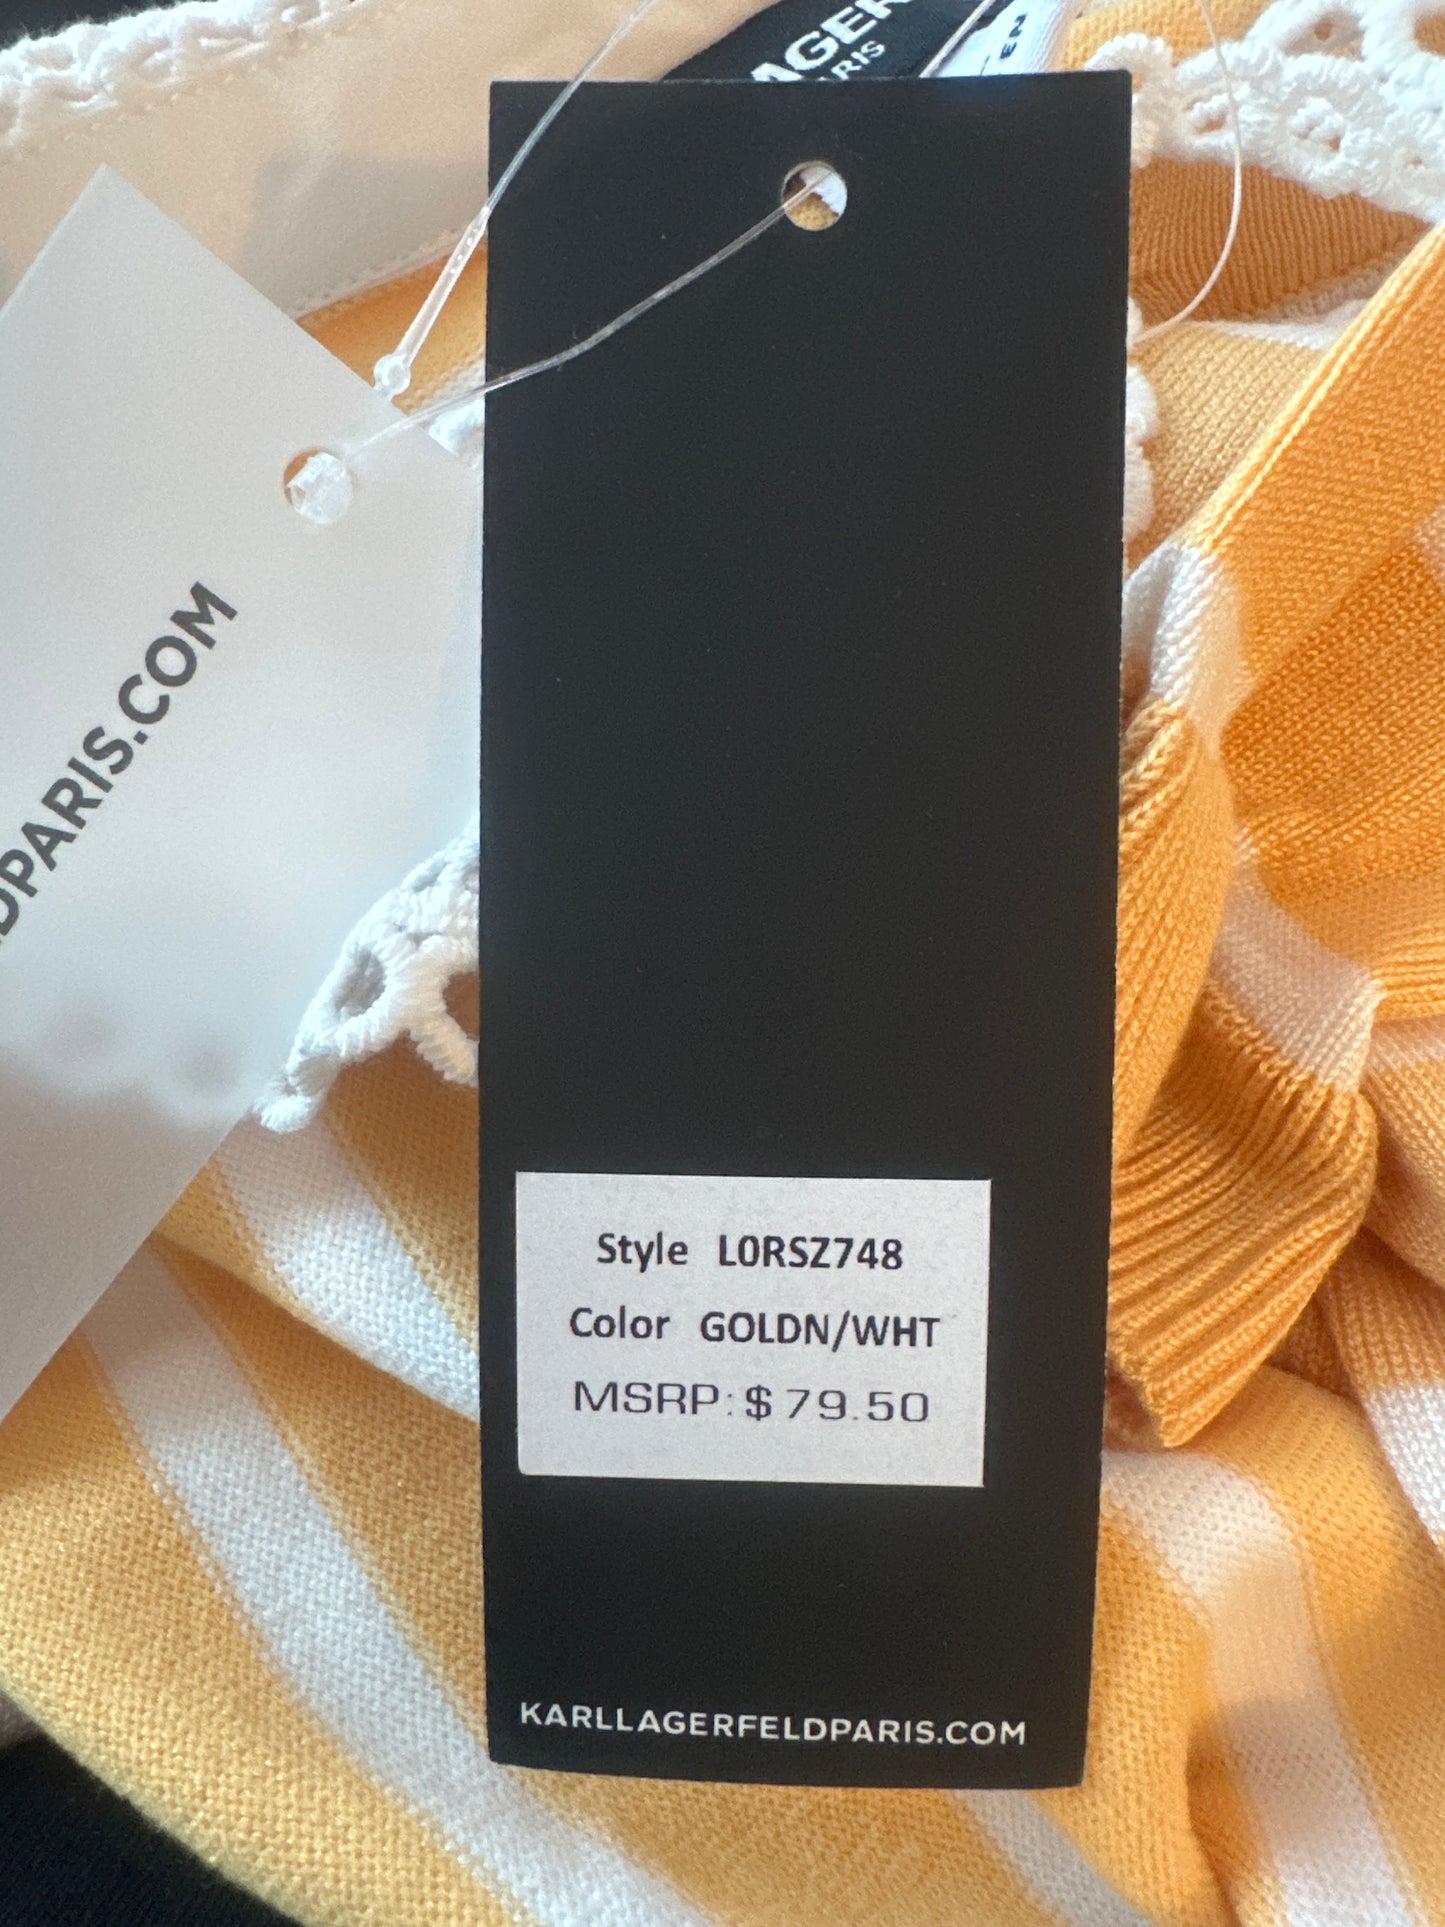 Style L0RSZ748
Color GOLDN/WHT
MSRP:$79.50
KARLLAGERFELDPARIS.COM
DPARIS.COM